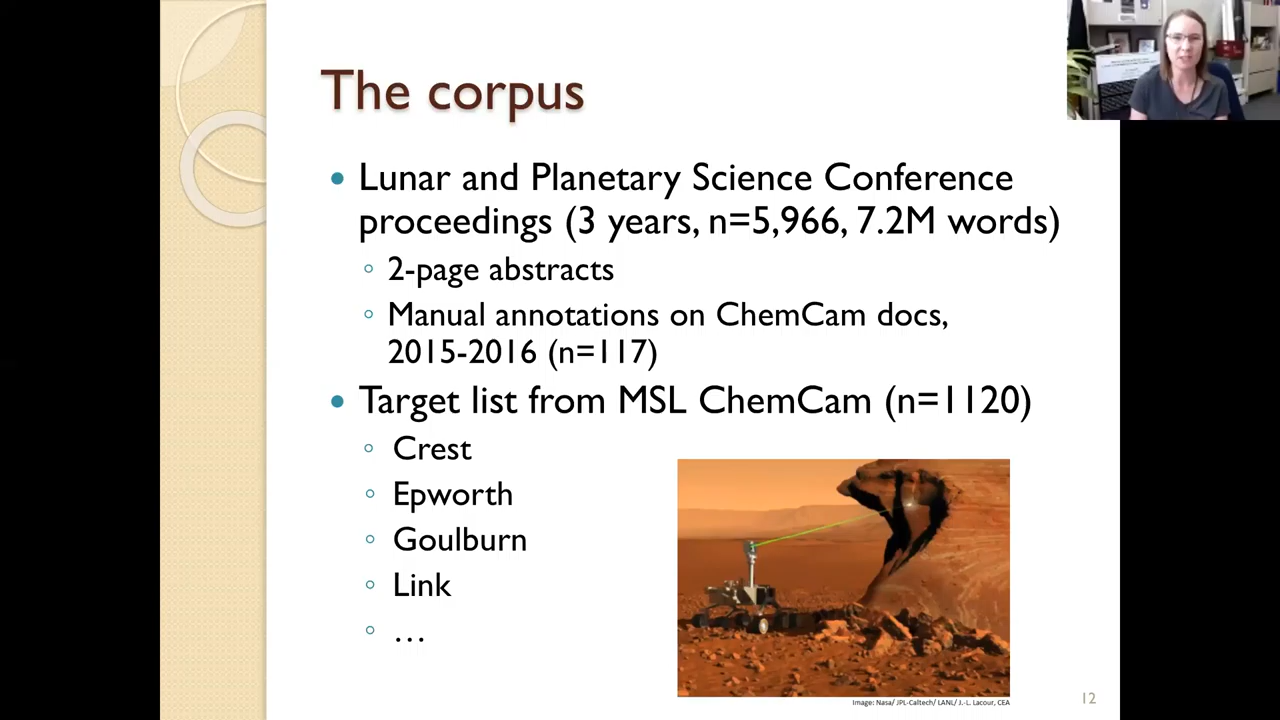 The corpus
Lunar and Planetary Science Conference
proceedings (3 years, n=5,966, 7.2M words)
2-page abstracts
Manual annotations on ChemCam docs,
2015-2016 (n=117)
Target list from MSL ChemCam (n=1120)
Crest
Epworth
Goulburn
Link
…
Image: Nasa/ JPL-Caltech/ LANL/ J.-L. Lacour, CEA
12